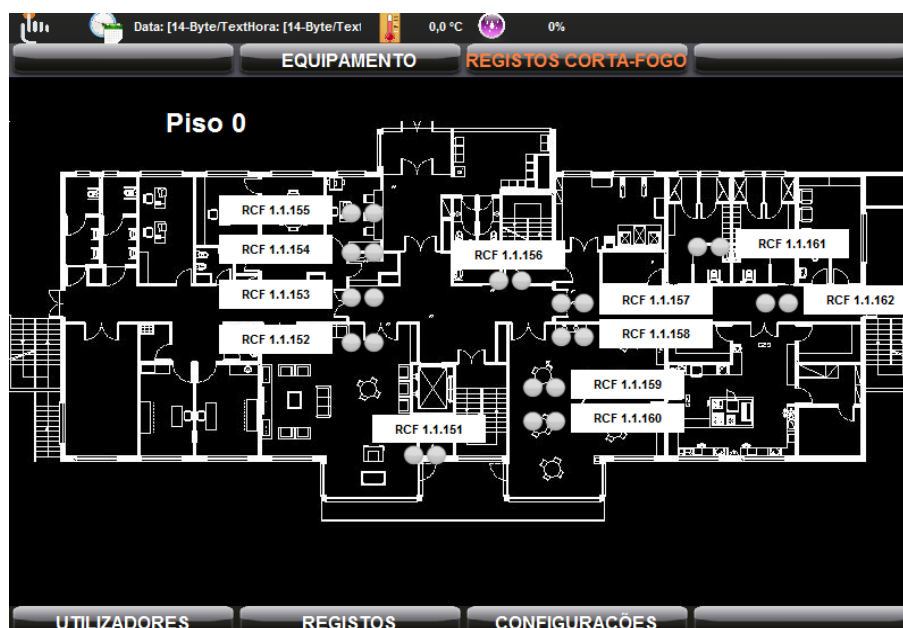 Data: [14-Byte/TextHora: [14-Byte/Text 0,0 °C 0%
EQUIPAMENTO REGISTOS CORTA-FOGO
Piso 0
RCF 1.1.155
RCF 1.1.154
RCF 1.1.156
RCF 1.1.161
RCF 1.1.153
RCF 1.1.157
RCF 1.1.162
RCF 1.1.152
RCF 1.1.158
RCF 1.1.159
RCF 1.1.160
RCF 1.1.151
UTILIZADORES REGISTOS CONFIGURAÇÕES